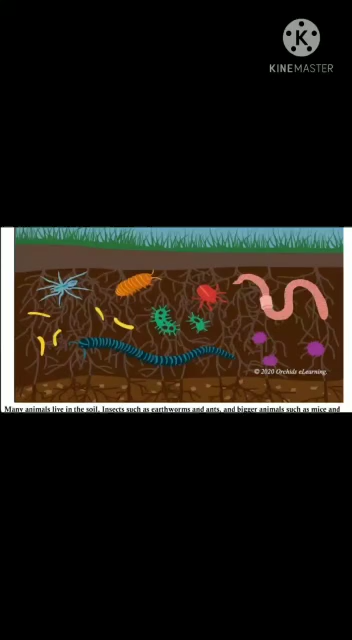 K
KINEMASTER
© 2020 Orchids eLearning.
Many animals live in the soil. Insects such as earthworms and ants, and bigger animals such as mice and